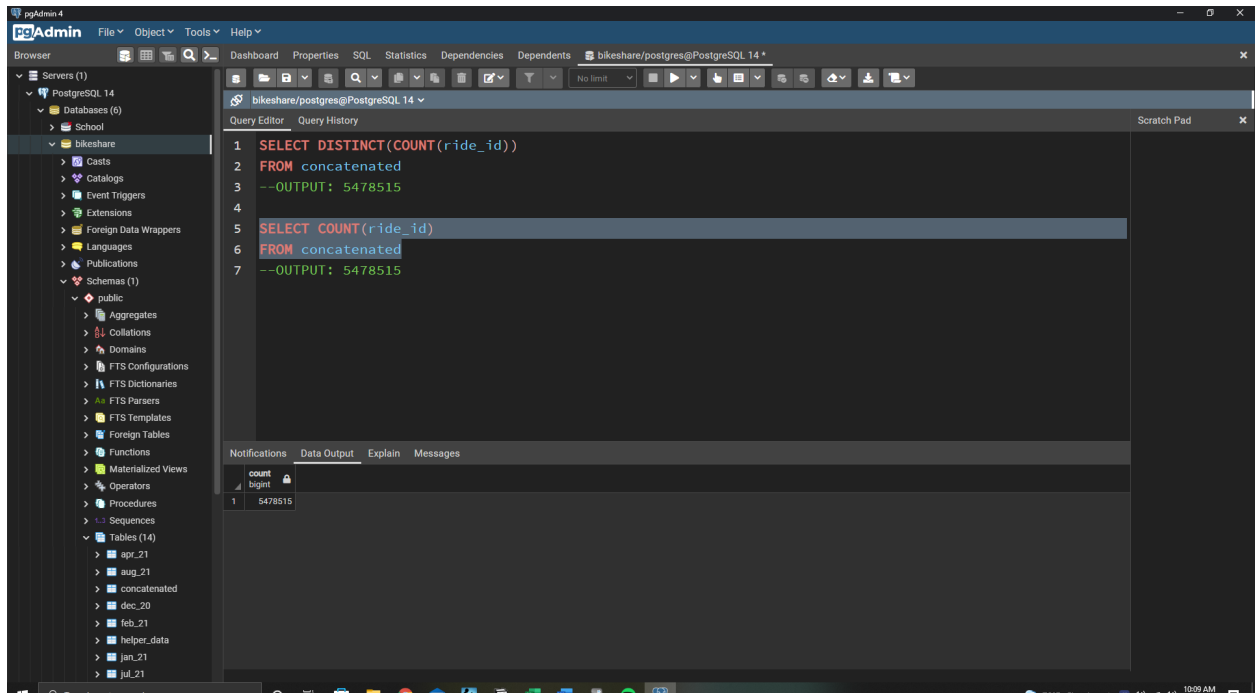 pgAdmin 4
pgAdmin File Object Tools Help
Browser Dashboard Properties SQL Statistics Dependencies Dependents bikeshare/postgres@PostgreSQL 14 *
Servers (1)
No limit
PostgreSQL 14
bikeshare/postgres@PostgreSQL 14
Databases (6)
Query Editor Query History Scratch Pad
School
bikeshare
Casts
Catalogs
Event Triggers
Extensions
Foreign Data Wrappers
Languages
Publications
Schemas (1)
public
Aggregates
Collations
Domains
FTS Configurations
FTS Dictionaries
Aa FTS Parsers
FTS Templates
Foreign Tables
Functions
Materialized Views
Operators
Procedures
1..3 Sequences
Tables (14)
apr_21
aug_21
concatenated
dec_20
feb_21
helper_data
jan_21
jul_21
1 SELECT DISTINCT(COUNT(ride_id))
2 FROM concatenated
3 --OUTPUT: 5478515
4
5 SELECT COUNT(ride_id)
6 FROM concatenated
7 --OUTPUT: 5478515
Notifications Data Output Explain Messages
count
bigint
1 5478515
10:09 AM